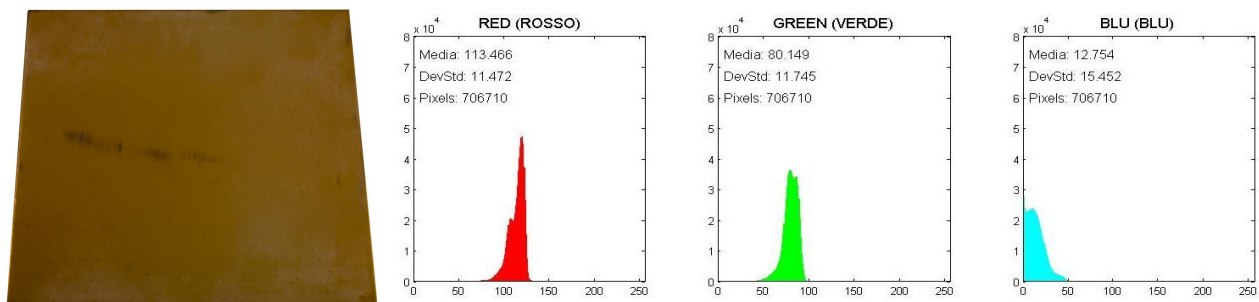 RED (ROSSO)
x 10^4
8
7
6
5
4
3
2
1
0
Media: 113.466
DevStd: 11.472
Pixels: 706710
0 50 100 150 200 250
GREEN (VERDE)
x 10^4
8
7
6
5
4
3
2
1
0
Media: 80.149
DevStd: 11.745
Pixels: 706710
0 50 100 150 200 250
BLU (BLU)
x 10^4
8
7
6
5
4
3
2
1
0
Media: 12.754
DevStd: 15.452
Pixels: 706710
0 50 100 150 200 250